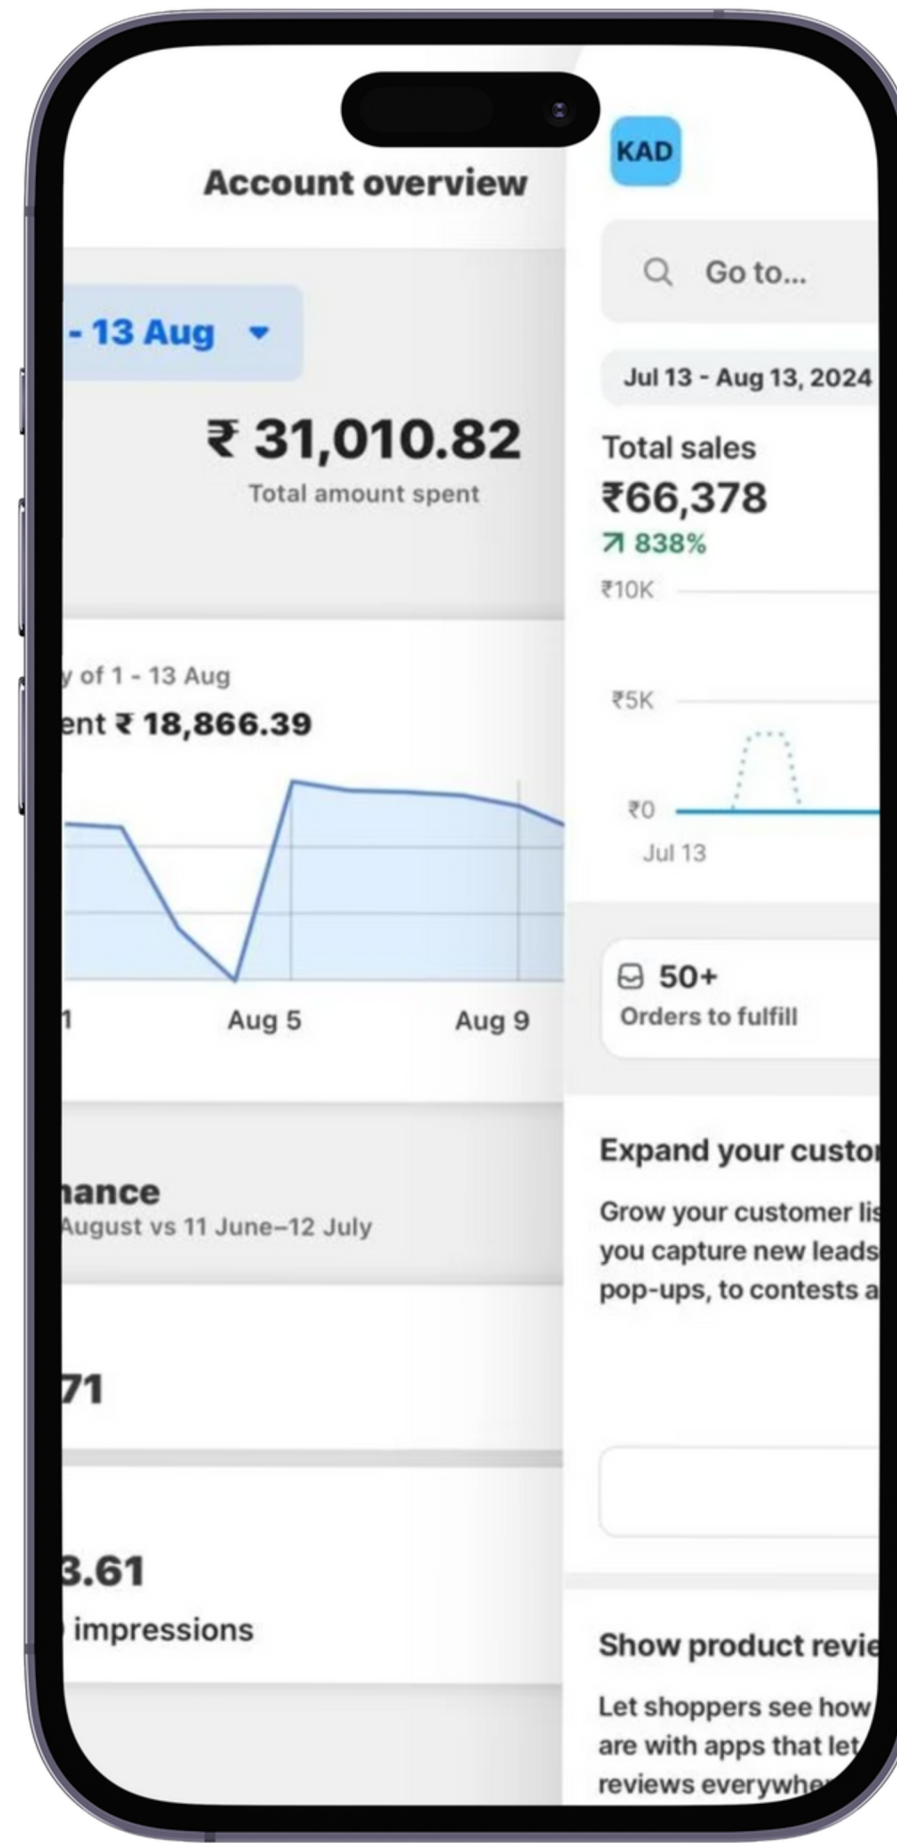 Account overview
- 13 Aug
₹ 31,010.82
Total amount spent
y of 1 - 13 Aug
ent ₹ 18,866.39
1
Aug 5
Aug 9
nance
August vs 11 June–12 July
71
3.61
impressions
KAD
Go to...
Jul 13 - Aug 13, 2024
Total sales
₹66,378
838%
₹10K
₹5K
₹0
Jul 13
50+
Orders to fulfill
Expand your custo
Grow your customer lis
you capture new leads
pop-ups, to contests a
Show product revie
Let shoppers see how
are with apps that let
reviews everywhe